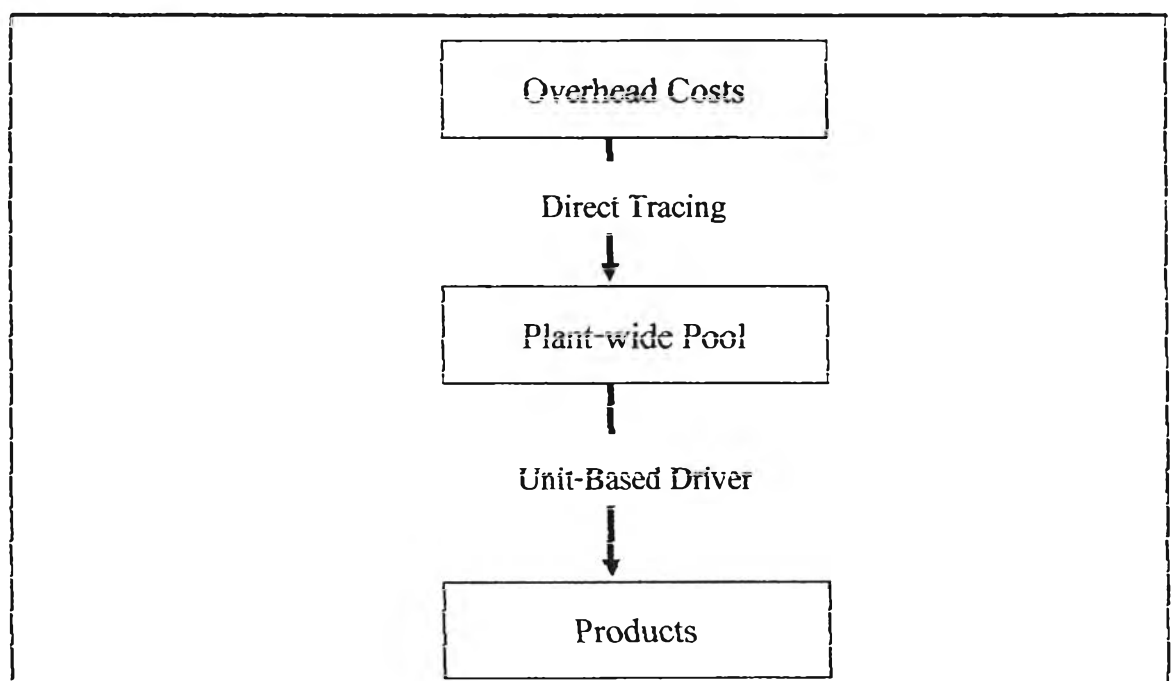 Overhead Costs
Direct Tracing
Plant-wide Pool
Unit-Based Driver
Products